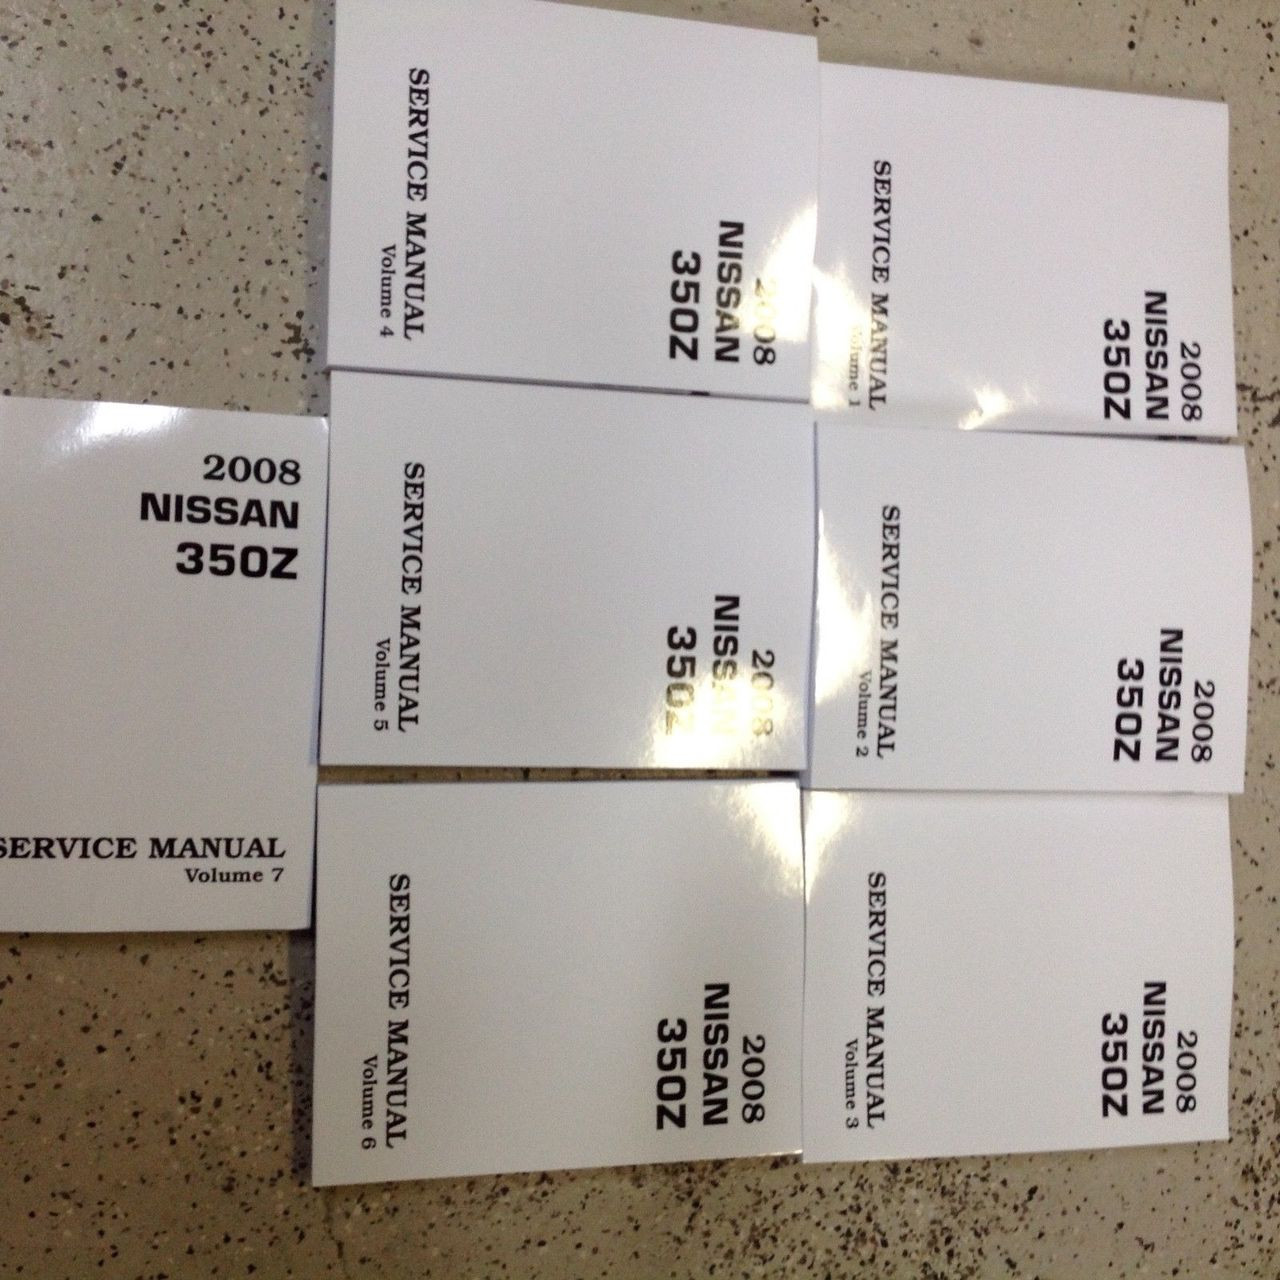 2008
NISSAN
350Z
SERVICE MANUAL
Volume 1
2008
NISSAN
350Z
SERVICE MANUAL
Volume 2
2008
NISSAN
350Z
SERVICE MANUAL
Volume 3
2008
NISSAN
350Z
SERVICE MANUAL
Volume 4
2008
NISSAN
350Z
SERVICE MANUAL
Volume 5
2008
NISSAN
350Z
SERVICE MANUAL
Volume 6
2008
NISSAN
350Z
SERVICE MANUAL
Volume 7